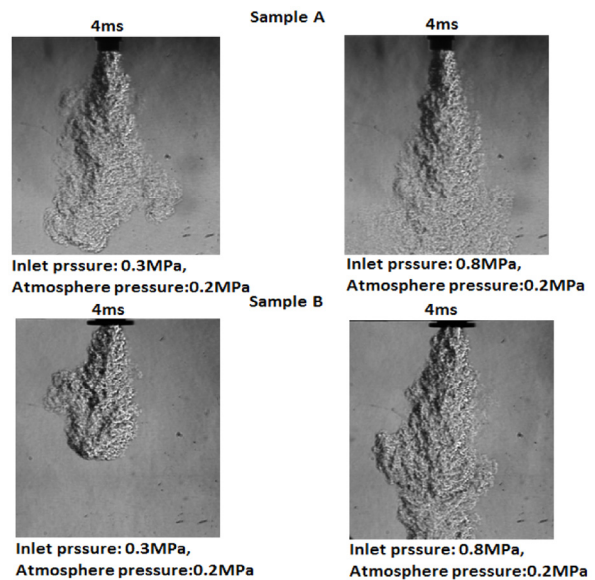 Sample A
4ms
4ms
Inlet prssure: 0.3MPa,
Atmosphere pressure:0.2MPa
Inlet prssure: 0.8MPa,
Atmosphere pressure:0.2MPa
Sample B
4ms
4ms
Inlet prssure: 0.3MPa,
Atmosphere pressure:0.2MPa
Inlet prssure: 0.8MPa,
Atmosphere pressure:0.2MPa